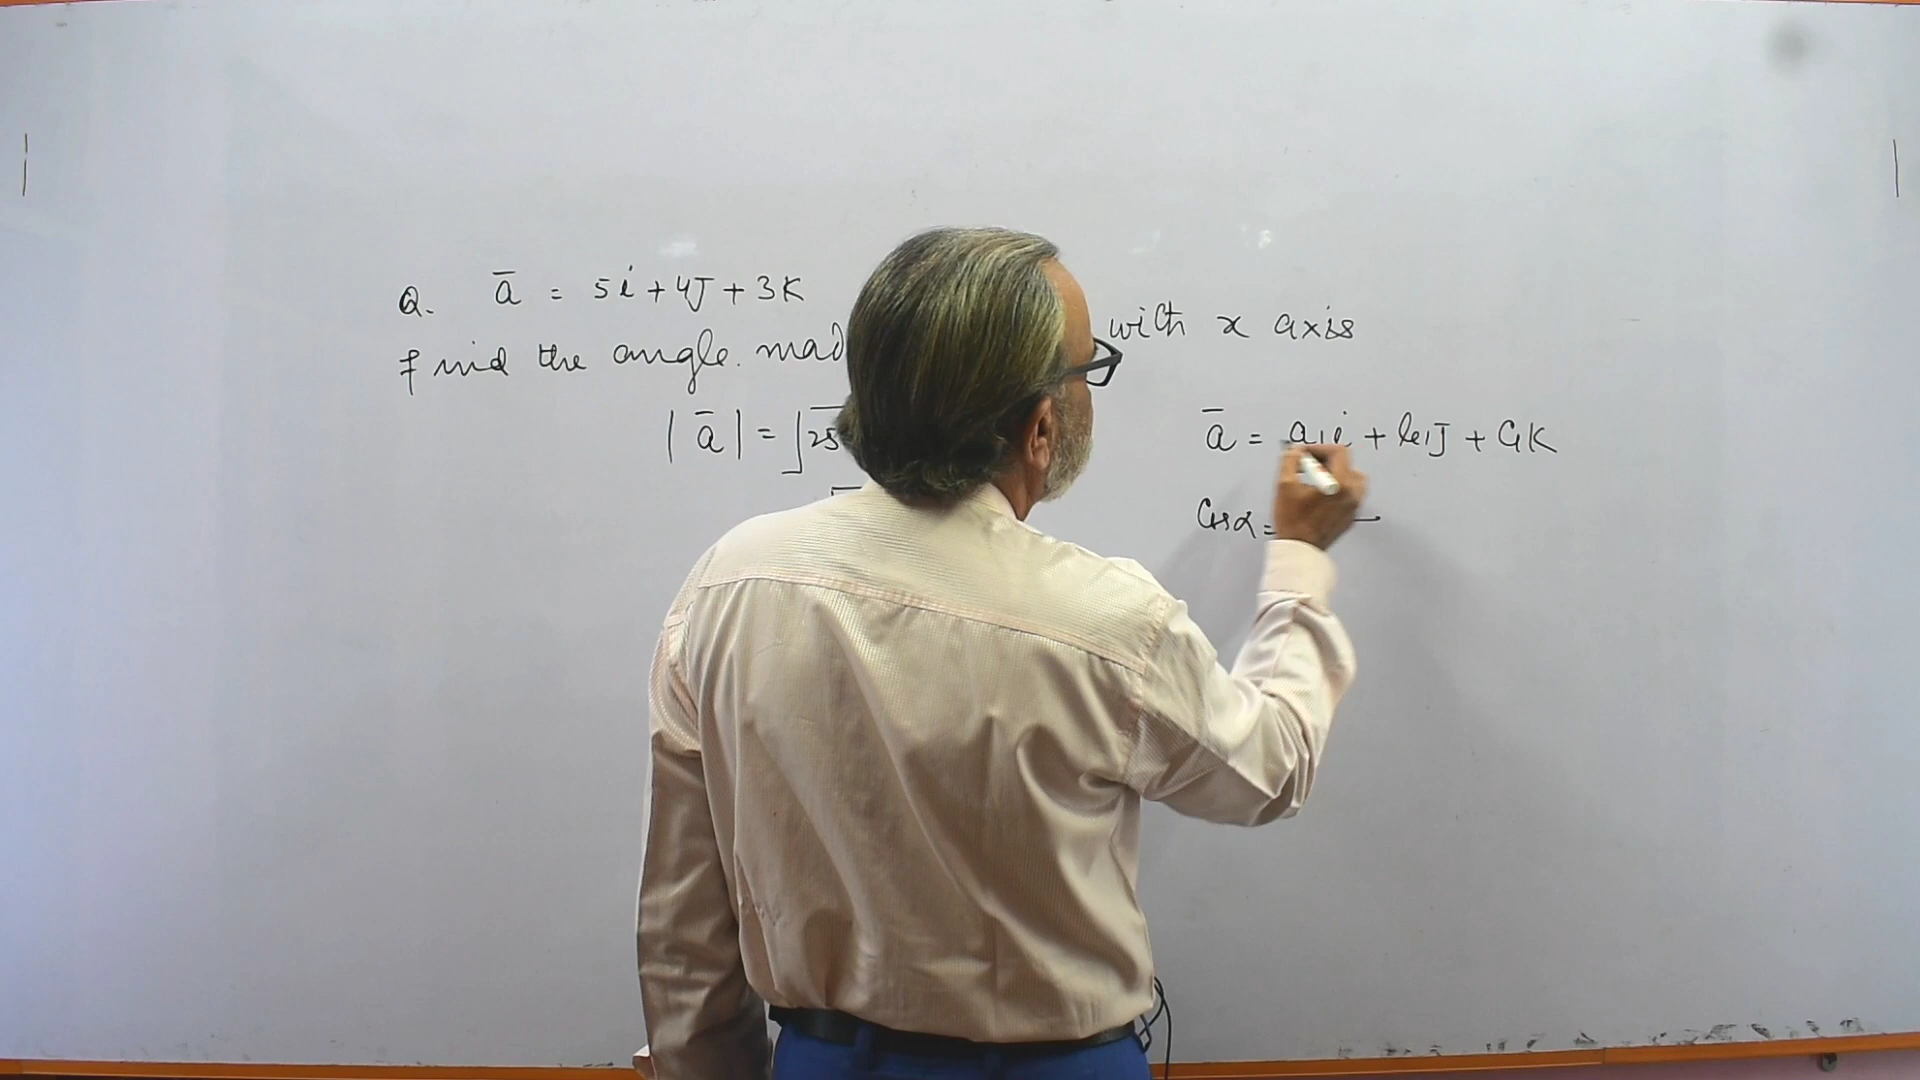 Q. ā = 5i + 4J + 3K
find the angle mad with x axis
|ā| = √25
ā = a₁i + b₁J + C₁K
Cosα =